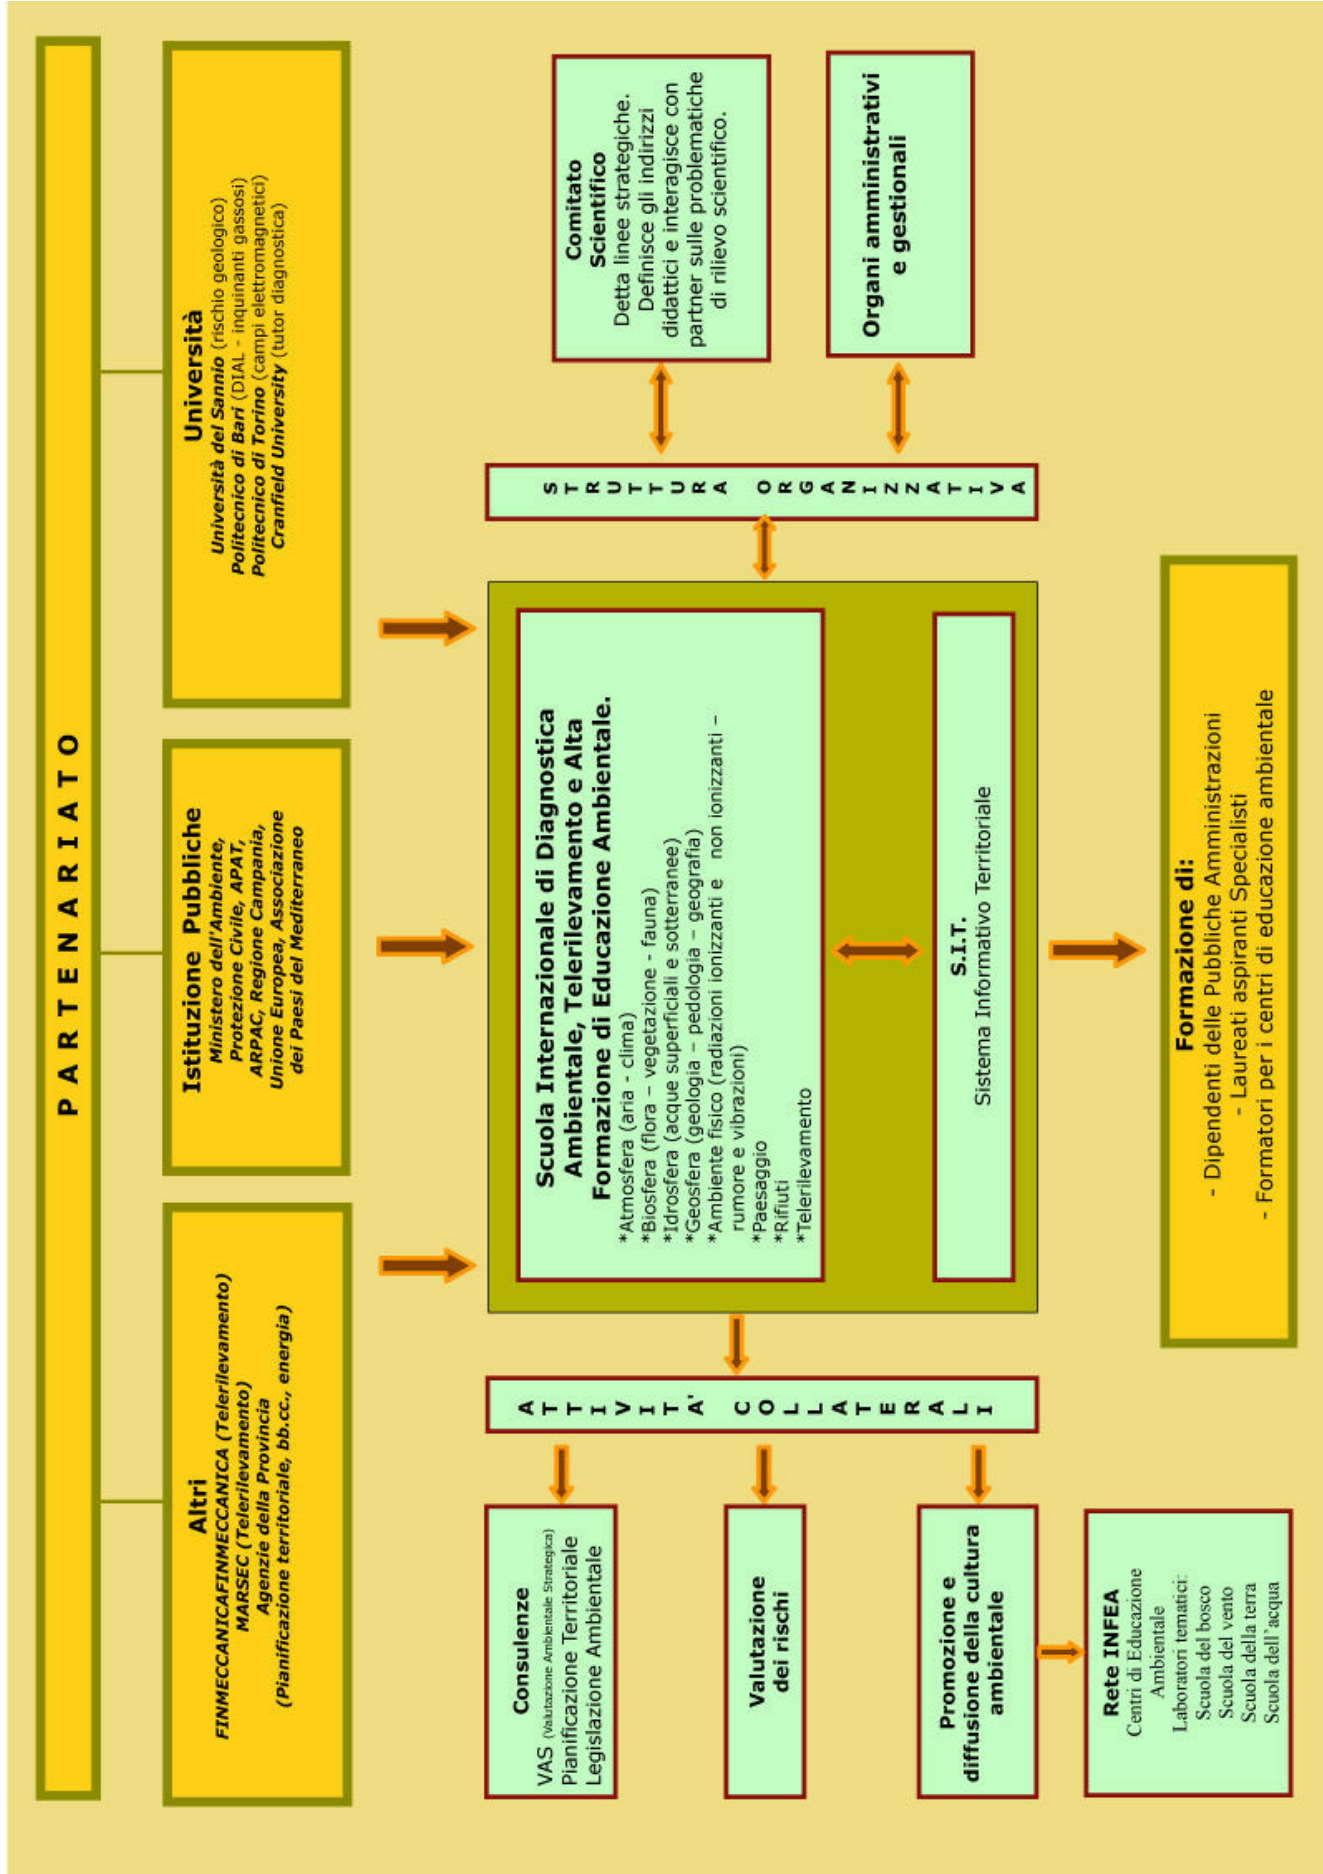 PARTENARIATO
Altri
FINMECCANICAFINMECCANICA (Telerilevamento)
MARSEC (Telerilevamento)
Agenzie della Provincia
(Pianificazione territoriale, bb.cc., energia)
Istituzione Pubbliche
Ministero dell'Ambiente,
Protezione Civile, APAT,
ARPAC, Regione Campania,
Unione Europea, Associazione
dei Paesi del Mediterraneo
Università
Università del Sannio (rischio geologico)
Politecnico di Bari (DIAL - inquinanti gassosi)
Politecnico di Torino (campi elettromagnetici)
Cranfield University (tutor diagnostica)
Consulenze
VAS (Valutazione Ambientale Strategica)
Pianificazione Territoriale
Legislazione Ambientale
Valutazione
dei rischi
Promozione e
diffusione della cultura
ambientale
Rete INFEA
Centri di Educazione
Ambientale
Laboratori tematici:
Scuola del bosco
Scuola del vento
Scuola della terra
Scuola dell'acqua
ATTIVITA' COLLATERALI
Scuola Internazionale di Diagnostica
Ambientale, Telerilevamento e Alta
Formazione di Educazione Ambientale.
*Atmosfera (aria - clima)
*Biosfera (flora – vegetazione - fauna)
*Idrosfera (acque superficiali e sotterranee)
*Geosfera (geologia – pedologia – geografia)
*Ambiente fisico (radiazioni ionizzanti e non ionizzanti –
rumore e vibrazioni)
*Paesaggio
*Rifiuti
*Telerilevamento
S.I.T.
Sistema Informativo Territoriale
STRUTTURA ORGANIZZATIVA
Comitato
Scientifico
Detta linee strategiche.
Definisce gli indirizzi
didattici e interagisce con
partner sulle problematiche
di rilievo scientifico.
Organi amministrativi
e gestionali
Formazione di:
- Dipendenti delle Pubbliche Amministrazioni
- Laureati aspiranti Specialisti
- Formatori per i centri di educazione ambientale